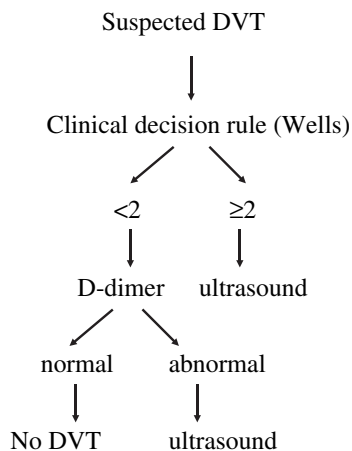 Suspected DVT
Clinical decision rule (Wells)
<2 ≥2
D-dimer ultrasound
normal abnormal
No DVT ultrasound